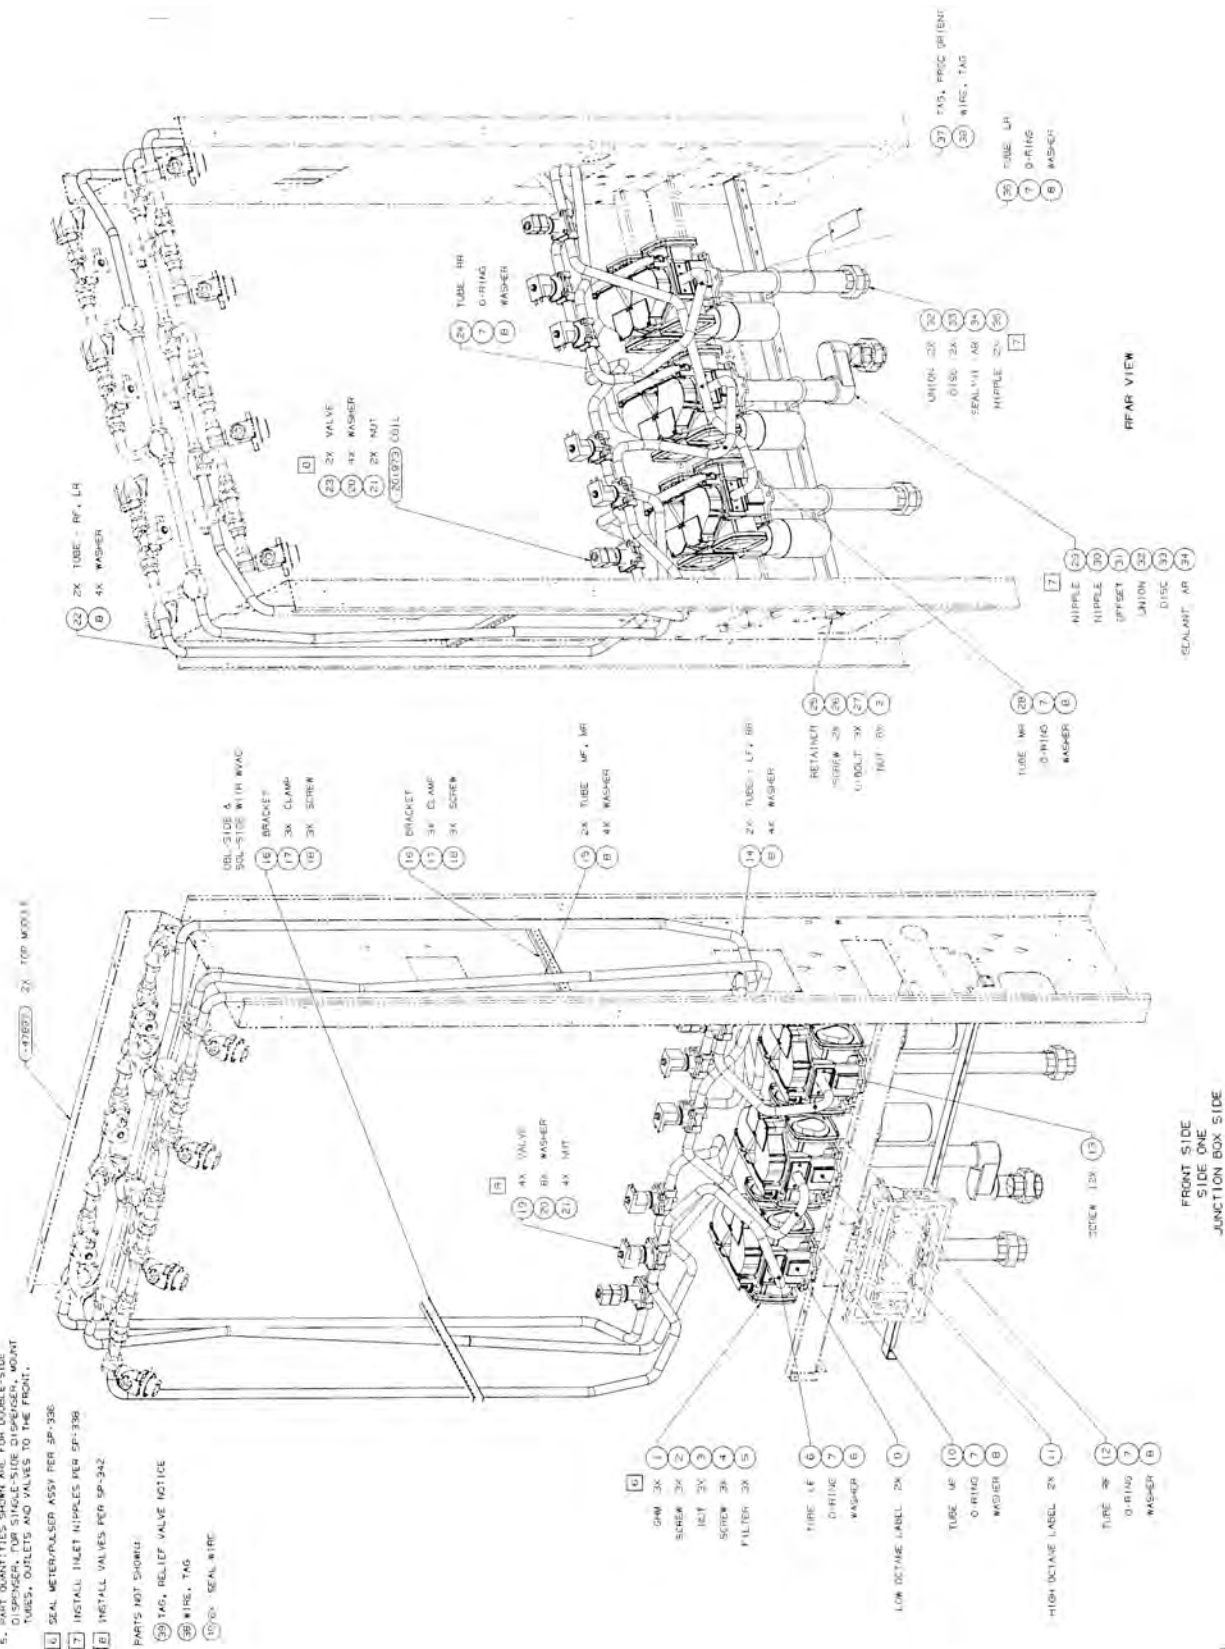 5. PART QUANTITIES SHOWN ARE FOR DOUBLE-SIDE
DISPENSER. FOR SINGLE-SIDE DISPENSER, MOUNT
TUBES, OUTLETS AND VALVES TO THE FRONT.
6 SEAL METER/PULSER ASSY PER SP-336
7 INSTALL INLET NIPPLES PER SP-338
8 INSTALL VALVES PER SP-342
PARTS NOT SHOWN:
39 TAG, RELIEF VALVE NOTICE
38 WIRE, TAG
SEAL WIRE
2X TOP MODULE
OBL-SIDE &
SGL-SIDE WITH WVAC
16 BRACKET
17 3X CLAMP
18 3X SCREW
16 BRACKET
17 3X CLAMP
18 3X SCREW
15 2X TUBE MF, MR
8 4X WASHER
14 2X TUBE: LF, RR
8 4X WASHER
8
19 4X VALVE
20 8X WASHER
21 4X NUT
6
GHM 3X 1
SCREW 3X 2
3X 3
SCREW 3X 4
FILTER 3X 5
TUBE LF 6
O-RING 7
WASHER
LOW OCTANE LABEL 2X 9
TUBE 10
O-RING 7
WASHER 8
HIGH OCTANE LABEL 2X 11
TUBE RF 12
O-RING 7
WASHER 8
SCREW 12X 13
FRONT SIDE
SIDE ONE
JUNCTION BOX SIDE
22 2X TUBE - RF, LR
8 4X WASHER
8
23 2X VALVE
20 4X WASHER
21 2X NUT
201973 COIL
24 TUBE RR
7 O-RING
8 WASHER
37 TAG, PROC ORIENT
38 WIRE, TAG
36 TUBE LR
7 O-RING
8 WASHER
UNION 2X 32
DISC 2X 33
SEALANT AR 34
NIPPLE 2X 35
7
REAR VIEW
7
NIPPLE 29
NIPPLE 30
OFFSET 31
UNION 32
DISC 33
SEALANT AR 34
RETAINER 25
SCREW 2X 26
U-BOLT 3X 27
NUT 2
TUBE MR 28
O-RING 7
WASHER 8